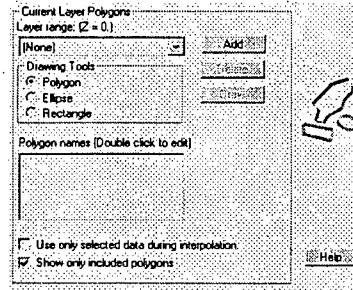 Current Layer Polygons
Layer range: (Z = 0.)
(None)
Add
Drawing Tools
Polygon
Ellipse
Rectangle
Polygon names (Double click to edit)
Use only selected data during interpolation.
Show only included polygons
Help